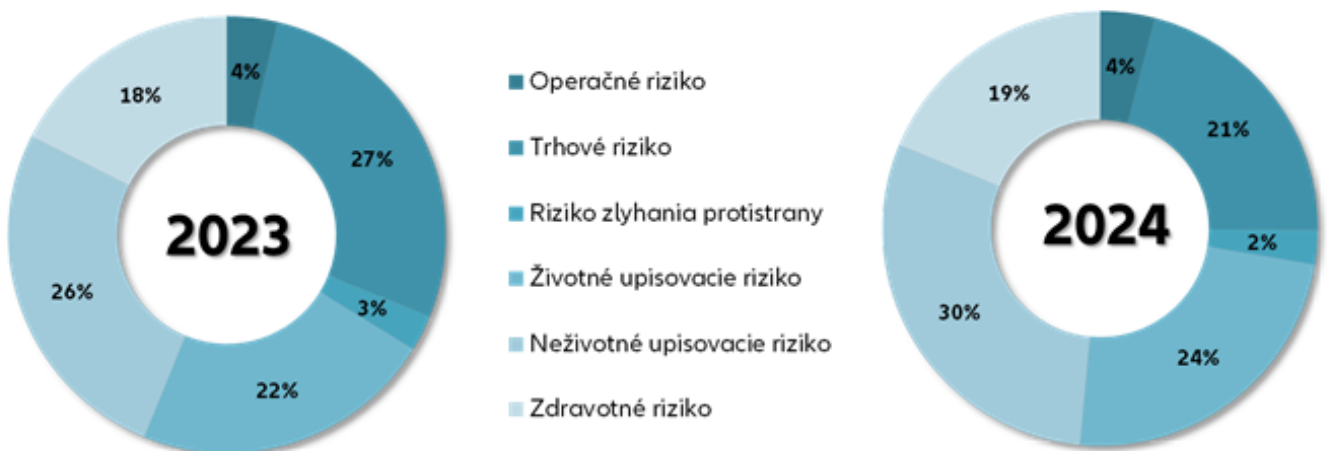 4%
27%
3%
22%
26%
18%
2023
Operačné riziko
Trhové riziko
Riziko zlyhania protistrany
Životné upisovacie riziko
Neživotné upisovacie riziko
Zdravotné riziko
4%
21%
2%
24%
30%
19%
2024